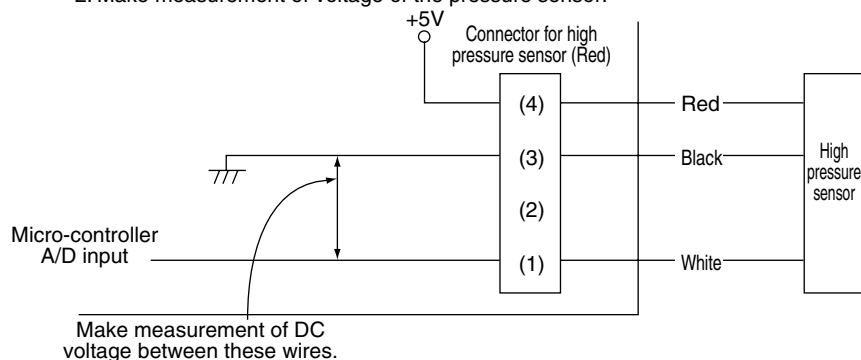 2. Make measurement of voltage of the pressure sensor.
+5V
Connector for high
pressure sensor (Red)
(4)
Red
(3)
Black
High
pressure
sensor
(2)
Micro-controller
A/D input
(1)
White
Make measurement of DC
voltage between these wires.